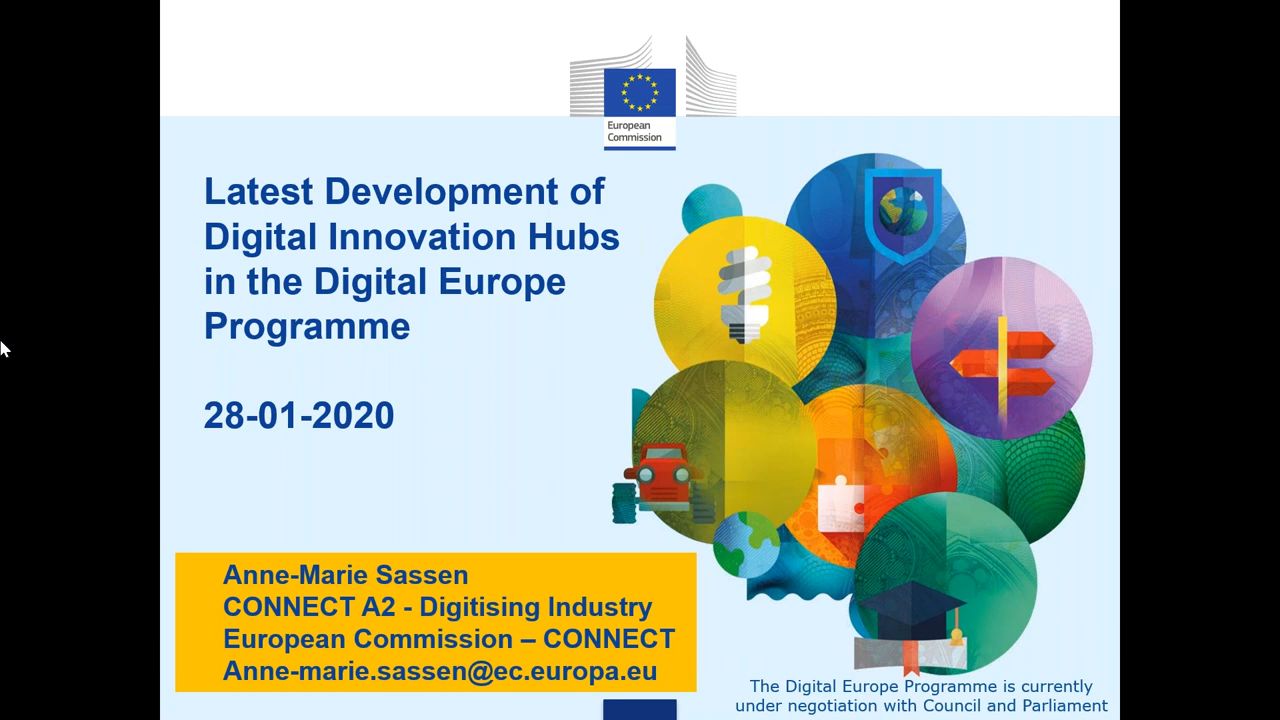 European
Commission
Latest Development of
Digital Innovation Hubs
in the Digital Europe
Programme
28-01-2020
Anne-Marie Sassen
CONNECT A2 - Digitising Industry
European Commission – CONNECT
Anne-marie.sassen@ec.europa.eu
The Digital Europe Programme is currently
under negotiation with Council and Parliament